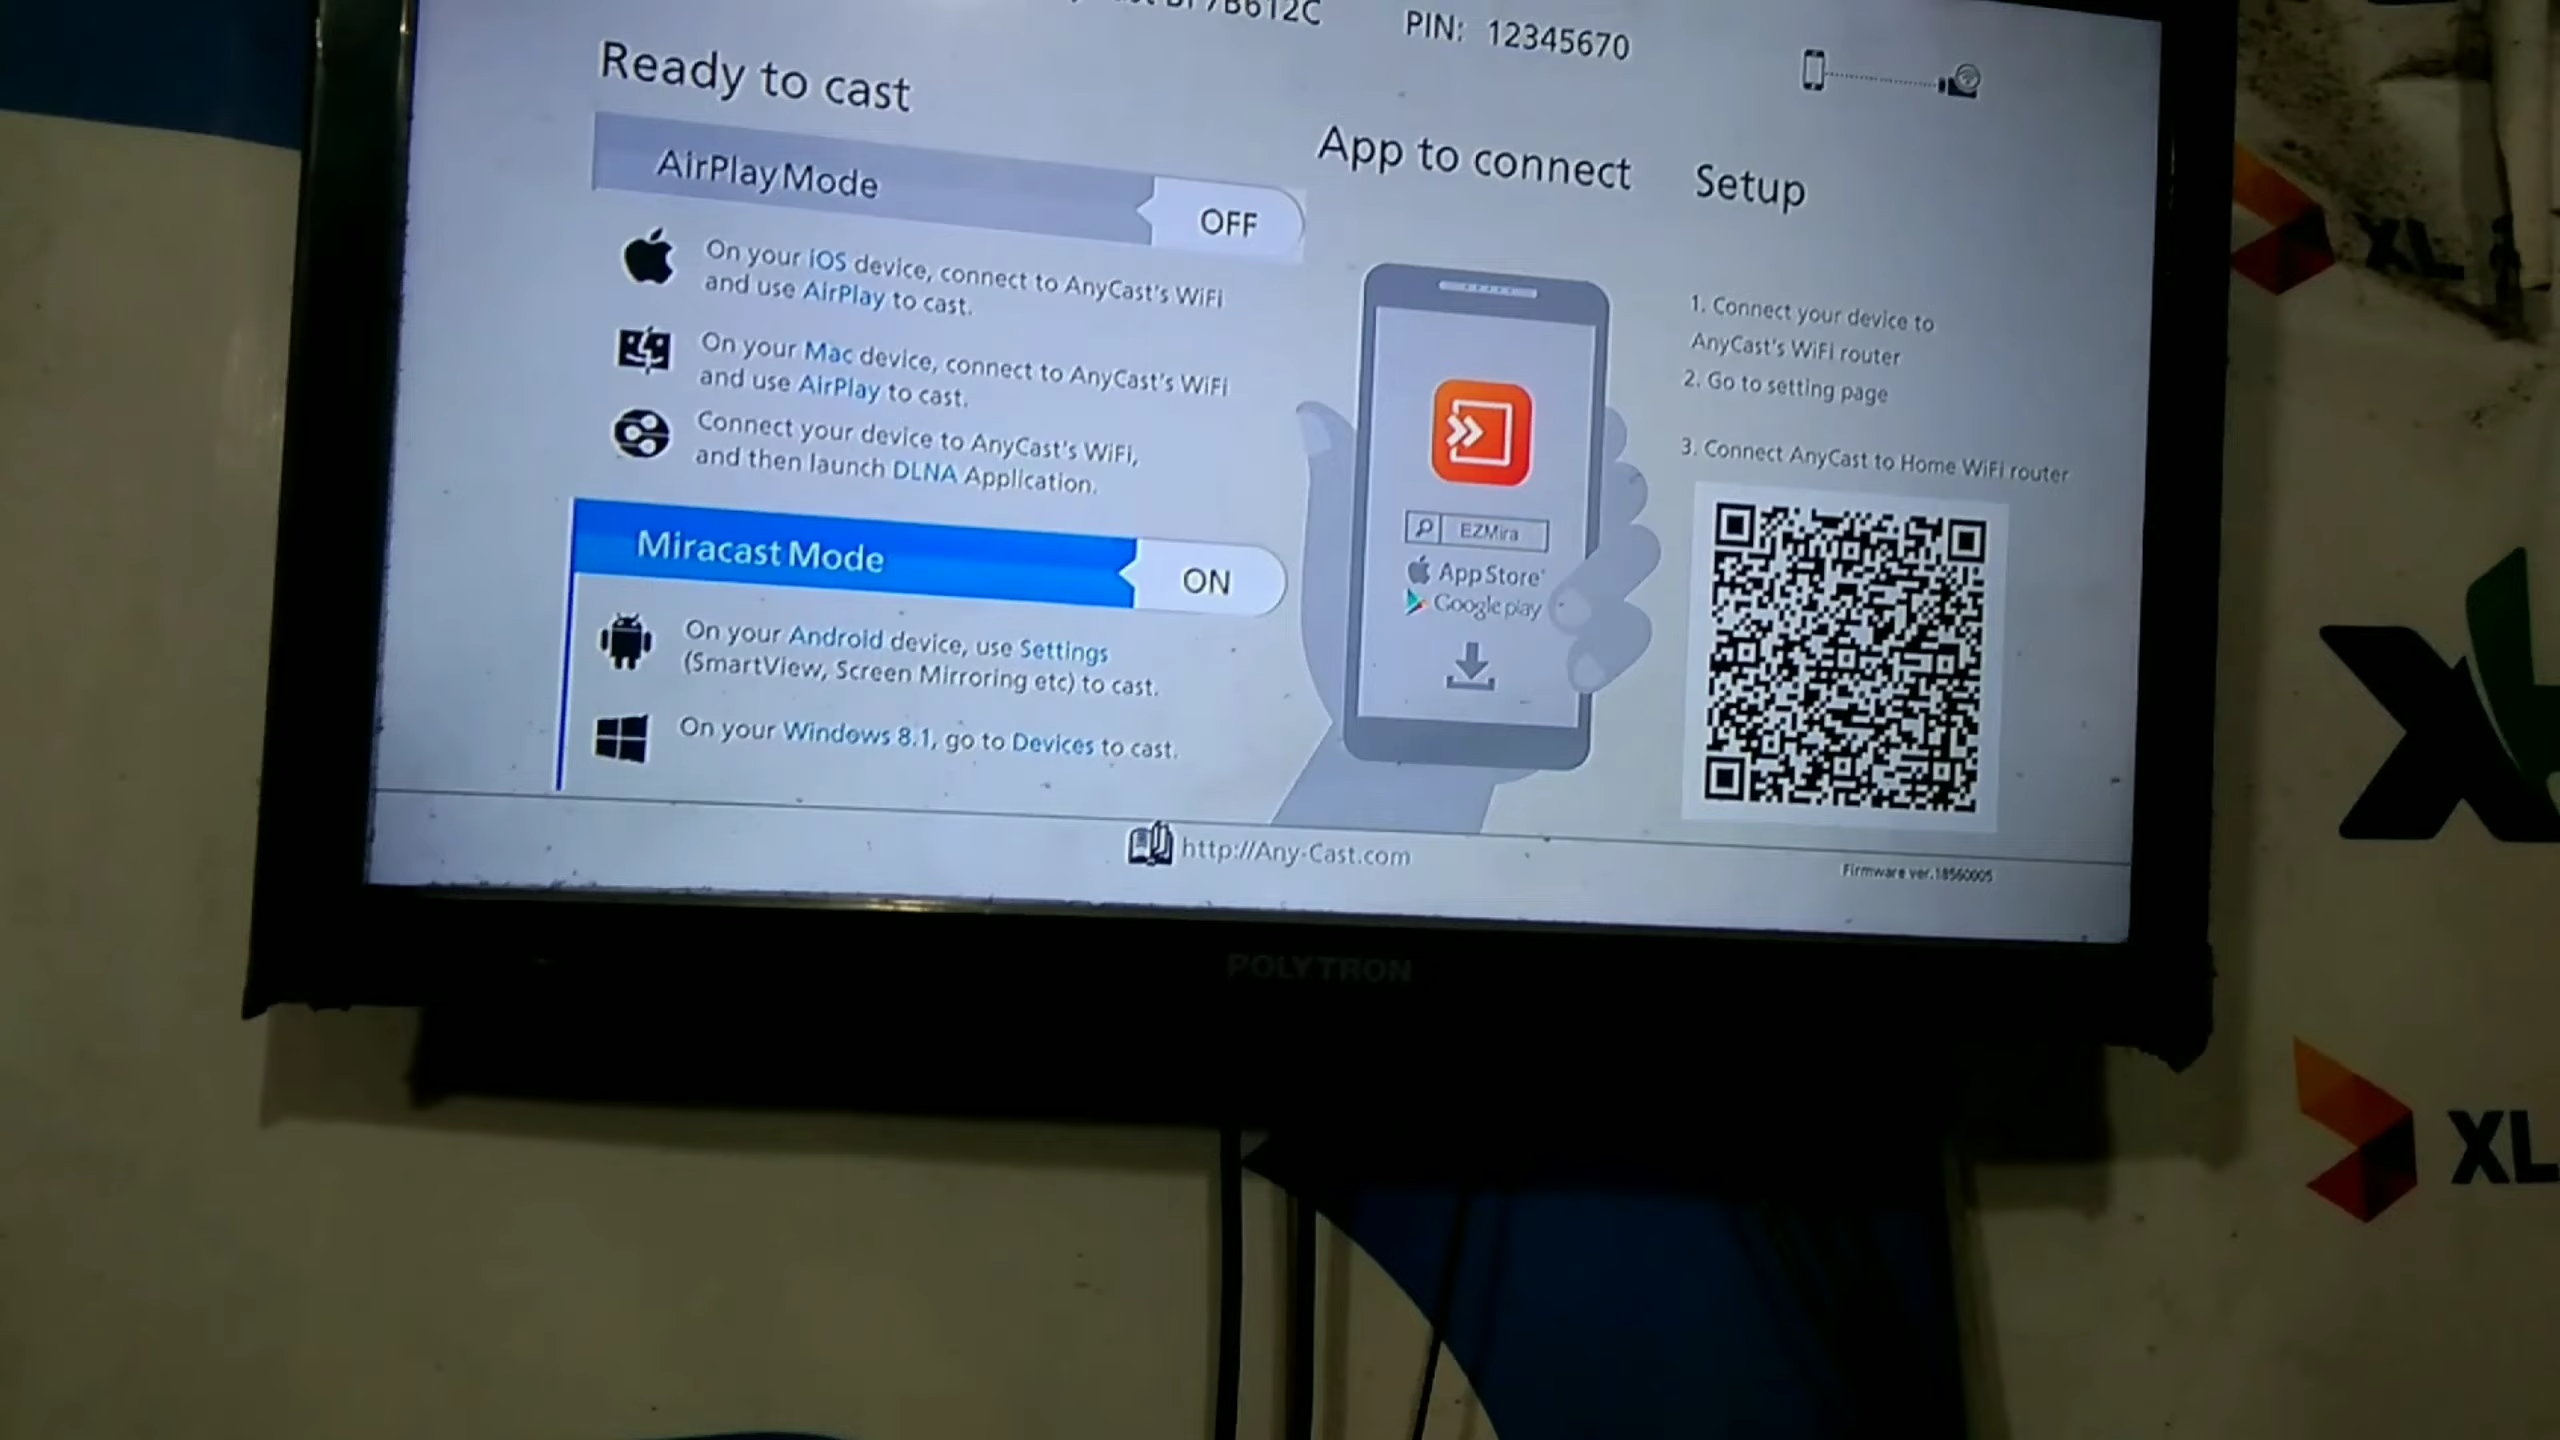 PIN: 12345670
Ready to cast
AirPlay Mode
OFF
On your iOS device, connect to AnyCast's WiFi
and use AirPlay to cast.
On your Mac device, connect to AnyCast's WiFi
and use AirPlay to cast.
Connect your device to AnyCast's WiFi,
and then launch DLNA Application.
Miracast Mode
ON
On your Android device, use Settings
(SmartView, Screen Mirroring etc) to cast.
On your Windows 8.1, go to Devices to cast.
App to connect
EZMira
App Store
Google play
Setup
1. Connect your device to
AnyCast's WiFi router
2. Go to setting page
3. Connect AnyCast to Home WiFi router
http://Any-Cast.com
Firmware ver.18560005
POLYTRON
XL
XL